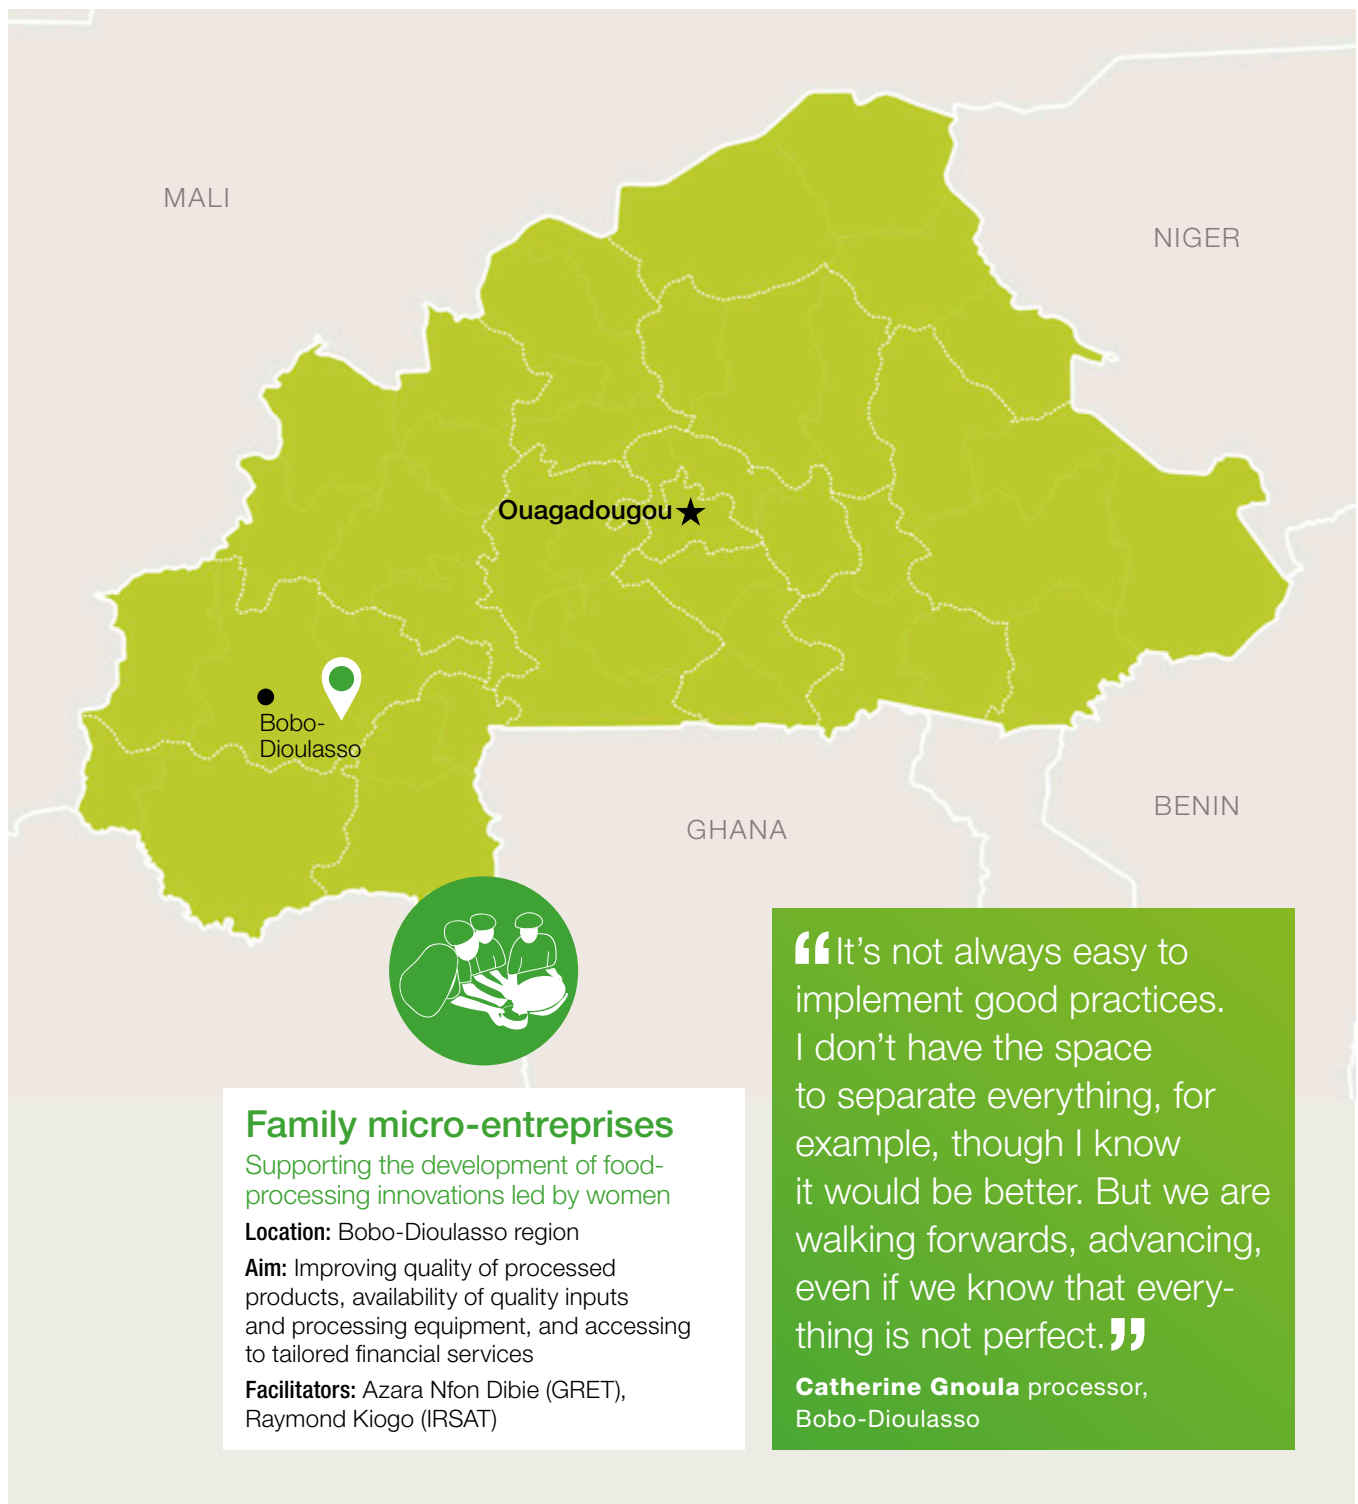 MALI
NIGER
Ouagadougou
Bobo-
Dioulasso
BENIN
GHANA
Family micro-entreprises
Supporting the development of food-
processing innovations led by women
Location: Bobo-Dioulasso region
Aim: Improving quality of processed
products, availability of quality inputs
and processing equipment, and accessing
to tailored financial services
Facilitators: Azara Nfon Dibie (GRET),
Raymond Kiogo (IRSAT)
“It’s not always easy to
implement good practices.
I don’t have the space
to separate everything, for
example, though I know
it would be better. But we are
walking forwards, advancing,
even if we know that every-
thing is not perfect.”
Catherine Gnoula processor,
Bobo-Dioulasso